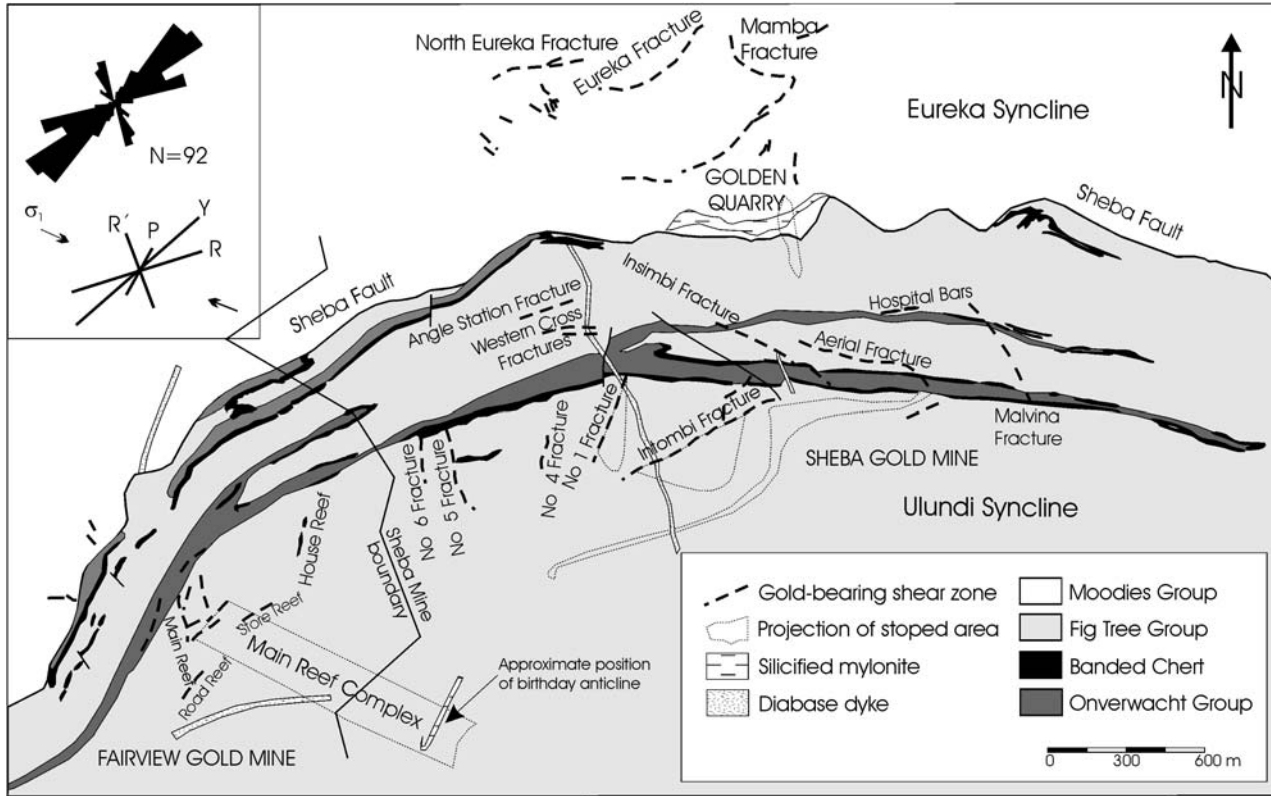 North Eureka Fracture
Eureka Fracture
Mamba
Fracture
N
Eureka Syncline
N=92
σ1
R´
P
Y
R
GOLDEN
QUARRY
Sheba Fault
Sheba Fault
Angle Station Fracture
Western Cross
Fractures
Insimbi Fracture
Hospital Bars
Aerial Fracture
Malvina
Fracture
No 6 Fracture
No 5 Fracture
No 4 Fracture
No 1 Fracture
Intombi Fracture
SHEBA GOLD MINE
Ulundi Syncline
House Reef
Sheba Mine
boundary
Store Reef
Main Reef
Road Reef
Main Reef Complex
Approximate position
of birthday anticline
FAIRVIEW GOLD MINE
Gold-bearing shear zone
Projection of stoped area
Silicified mylonite
Diabase dyke
Moodies Group
Fig Tree Group
Banded Chert
Onverwacht Group
0 300 600 m